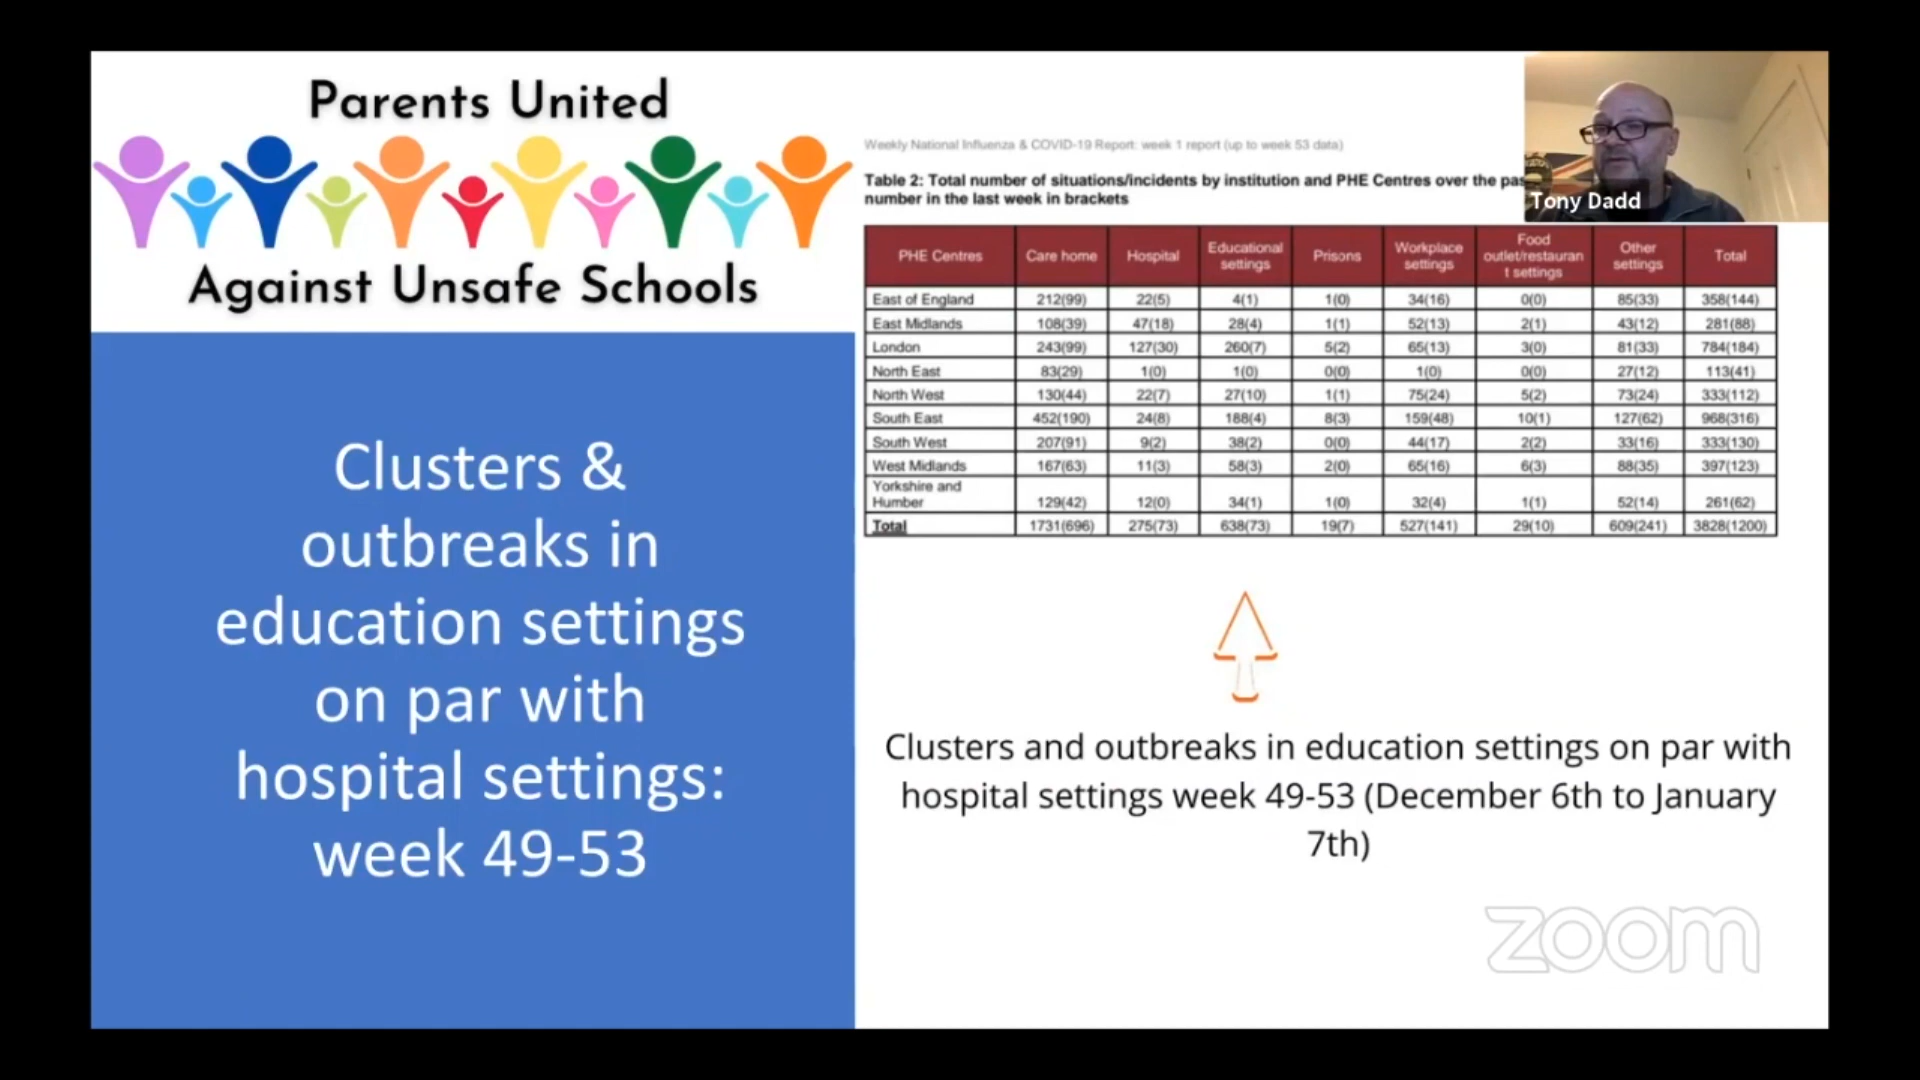 Parents United
Against Unsafe Schools
Clusters &
outbreaks in
education settings
on par with
hospital settings:
week 49-53
Weekly National Influenza & COVID-19 Report: week 1 report (up to week 53 data)
Table 2: Total number of situations/incidents by institution and PHE Centres over the pas
number in the last week in brackets
PHE Centres Care home Hospital Educational settings Prisons Workplace settings Food outlet/restauran t settings Other settings Total
East of England 212(99) 22(5) 4(1) 1(0) 34(16) 0(0) 85(33) 358(144)
East Midlands 108(39) 47(18) 28(4) 1(1) 52(13) 2(1) 43(12) 281(88)
London 243(99) 127(30) 260(7) 5(2) 65(13) 3(0) 81(33) 784(184)
North East 83(29) 1(0) 1(0) 0(0) 1(0) 0(0) 27(12) 113(41)
North West 130(44) 22(7) 27(10) 1(1) 75(24) 5(2) 73(24) 333(112)
South East 452(190) 24(8) 188(4) 8(3) 159(48) 10(1) 127(62) 968(316)
South West 207(91) 9(2) 38(2) 0(0) 44(17) 2(2) 33(16) 333(130)
West Midlands 167(63) 11(3) 58(3) 2(0) 65(16) 6(3) 88(35) 397(123)
Yorkshire and Humber 129(42) 12(0) 34(1) 1(0) 32(4) 1(1) 52(14) 261(62)
Total 1731(696) 275(73) 638(73) 19(7) 527(141) 29(10) 609(241) 3828(1200)
Tony Dadd
Clusters and outbreaks in education settings on par with
hospital settings week 49-53 (December 6th to January
7th)
zoom